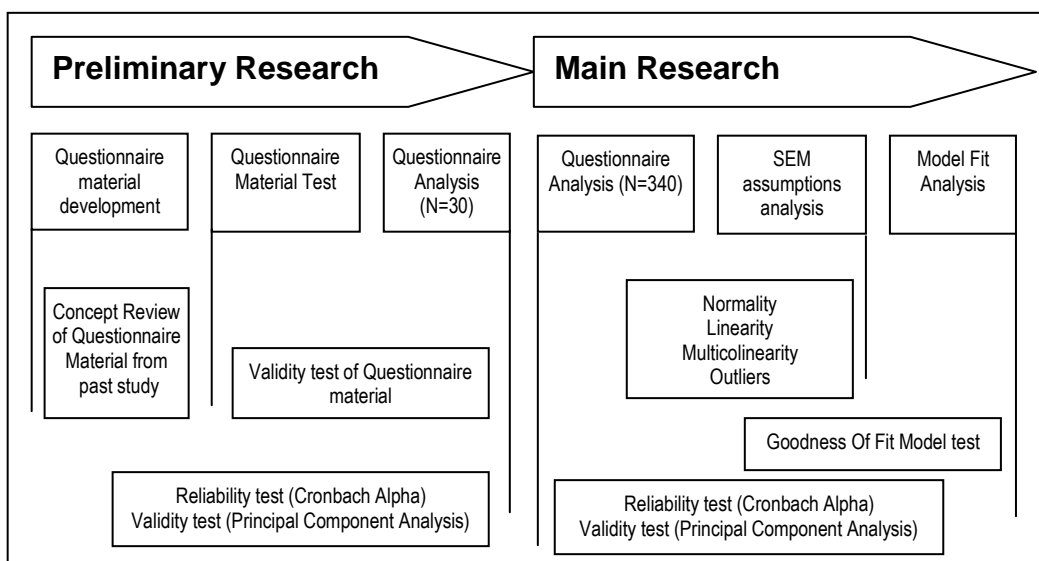 Preliminary Research
Main Research
Questionnaire
material
development
Questionnaire
Material Test
Questionnaire
Analysis
(N=30)
Questionnaire
Analysis (N=340)
SEM
assumptions
analysis
Model Fit
Analysis
Concept Review
of Questionnaire
Material from
past study
Validity test of Questionnaire
material
Normality
Linearity
Multicolinearity
Outliers
Goodness Of Fit Model test
Reliability test (Cronbach Alpha)
Validity test (Principal Component Analysis)
Reliability test (Cronbach Alpha)
Validity test (Principal Component Analysis)